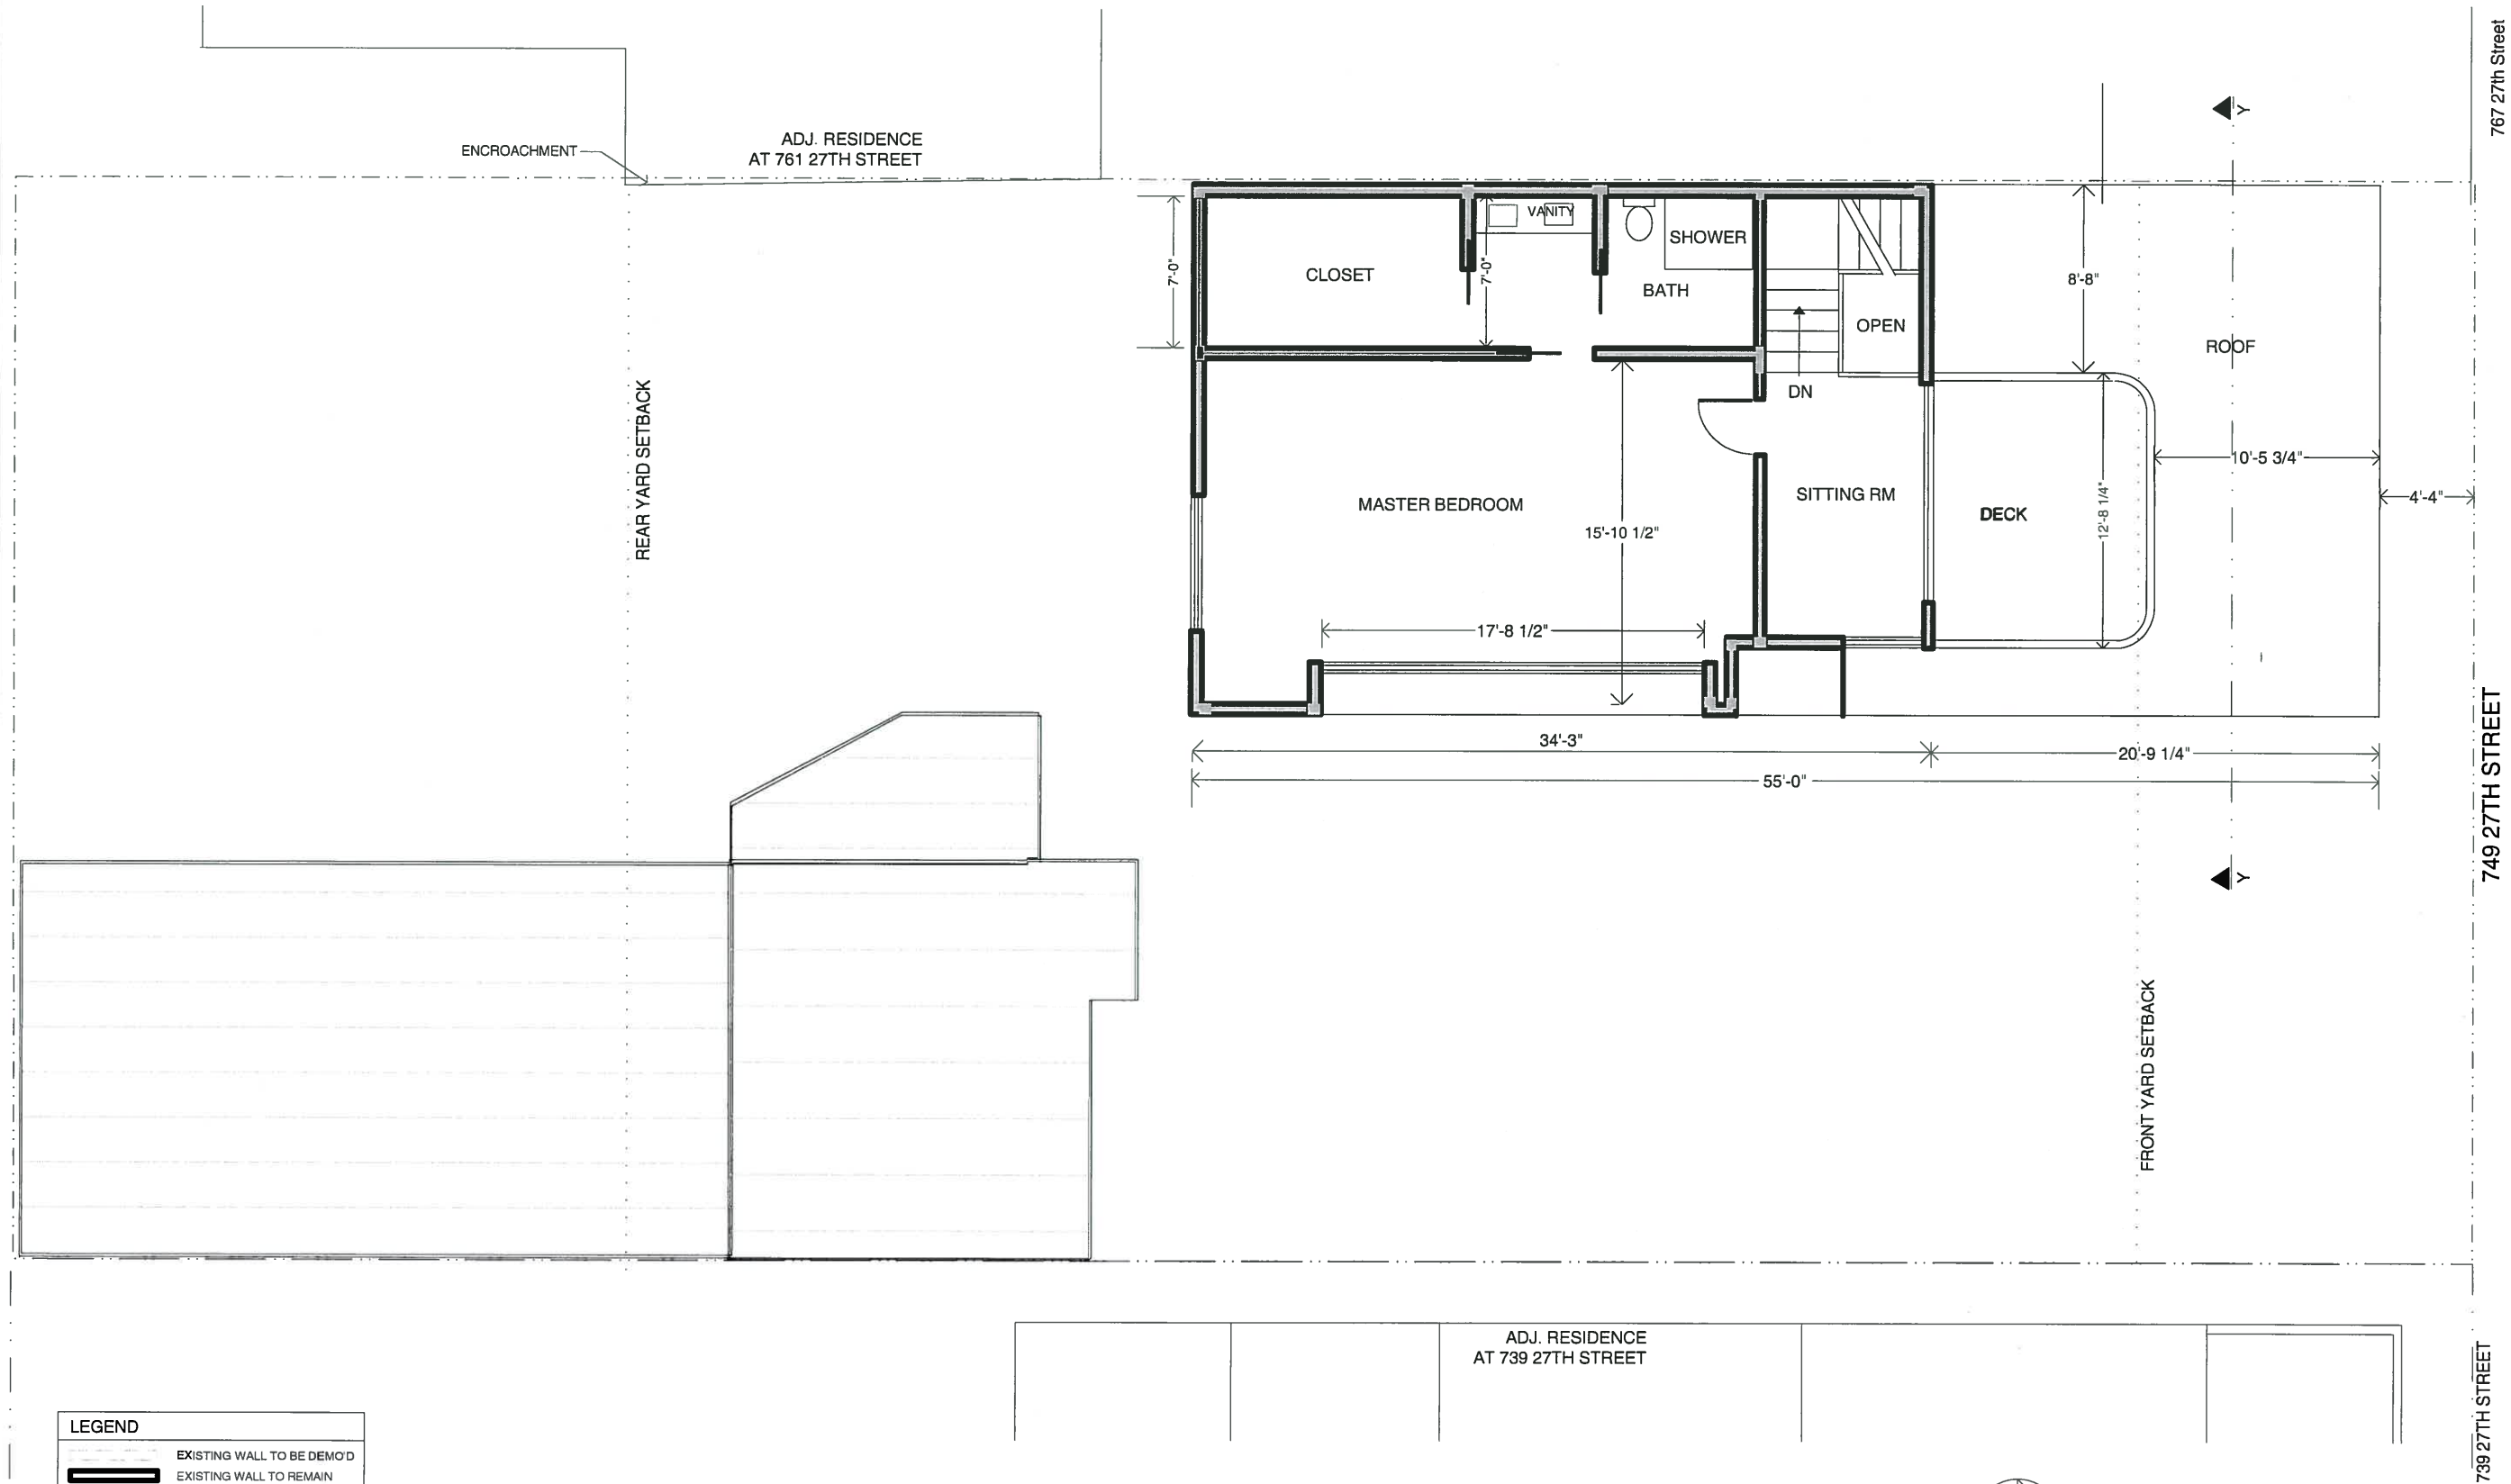 767 27th Street
Y
ADJ. RESIDENCE
AT 761 27TH STREET
ENCROACHMENT
VANITY
SHOWER
CLOSET
7'-0"
7'-0"
BATH
8'-8"
OPEN
ROOF
DN
REAR YARD SETBACK
10'-5 3/4"
MASTER BEDROOM
SITTING RM
DECK
12'-8 1/4"
4'-4"
15'-10 1/2"
17'-8 1/2"
34'-3"
20'-9 1/4"
55'-0"
749 27TH STREET
Y
FRONT YARD SETBACK
ADJ. RESIDENCE
AT 739 27TH STREET
739 27TH STREET
LEGEND
EXISTING WALL TO BE DEMO'D
EXISTING WALL TO REMAIN